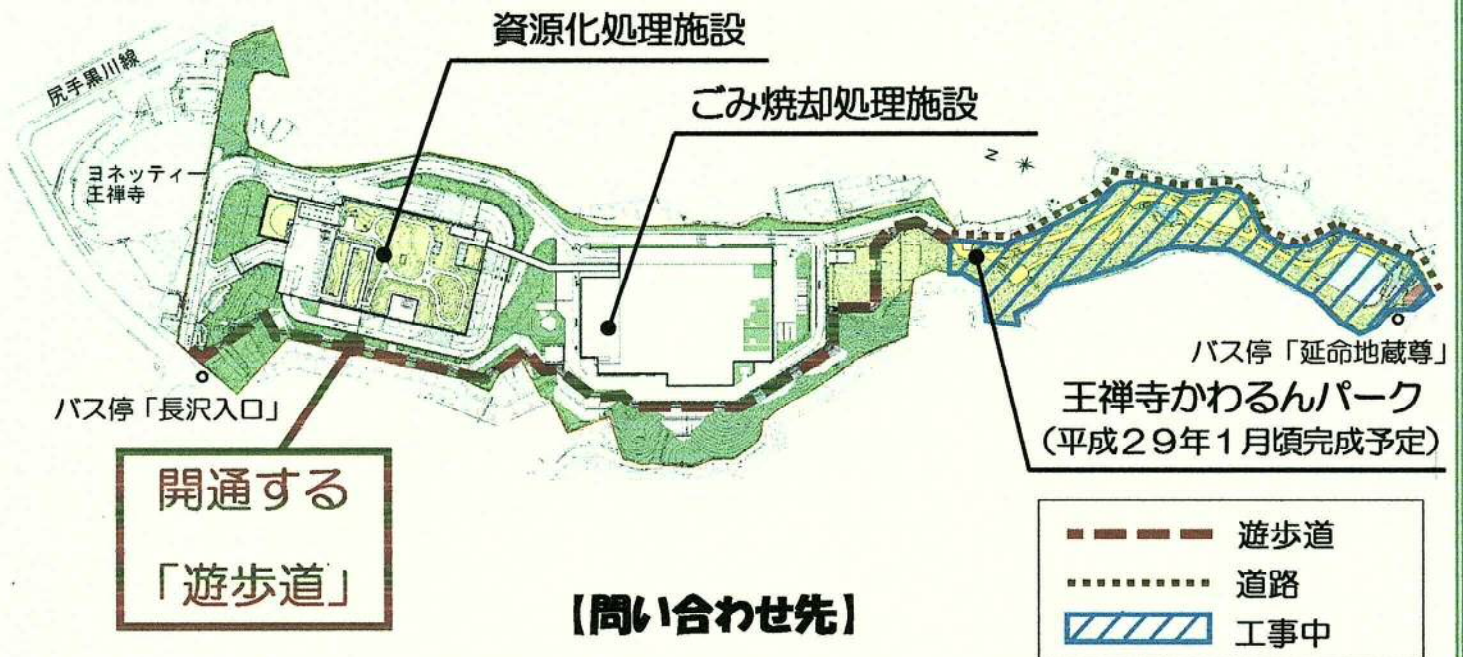 資源化処理施設
ごみ焼却処理施設
尻手黒川線
ヨネッティー
王禅寺
N
バス停「延命地蔵尊」
王禅寺かわるんパーク
(平成29年1月頃完成予定)
バス停「長沢入口」
開通する
「遊歩道」
【問い合わせ先】
遊歩道
道路
工事中